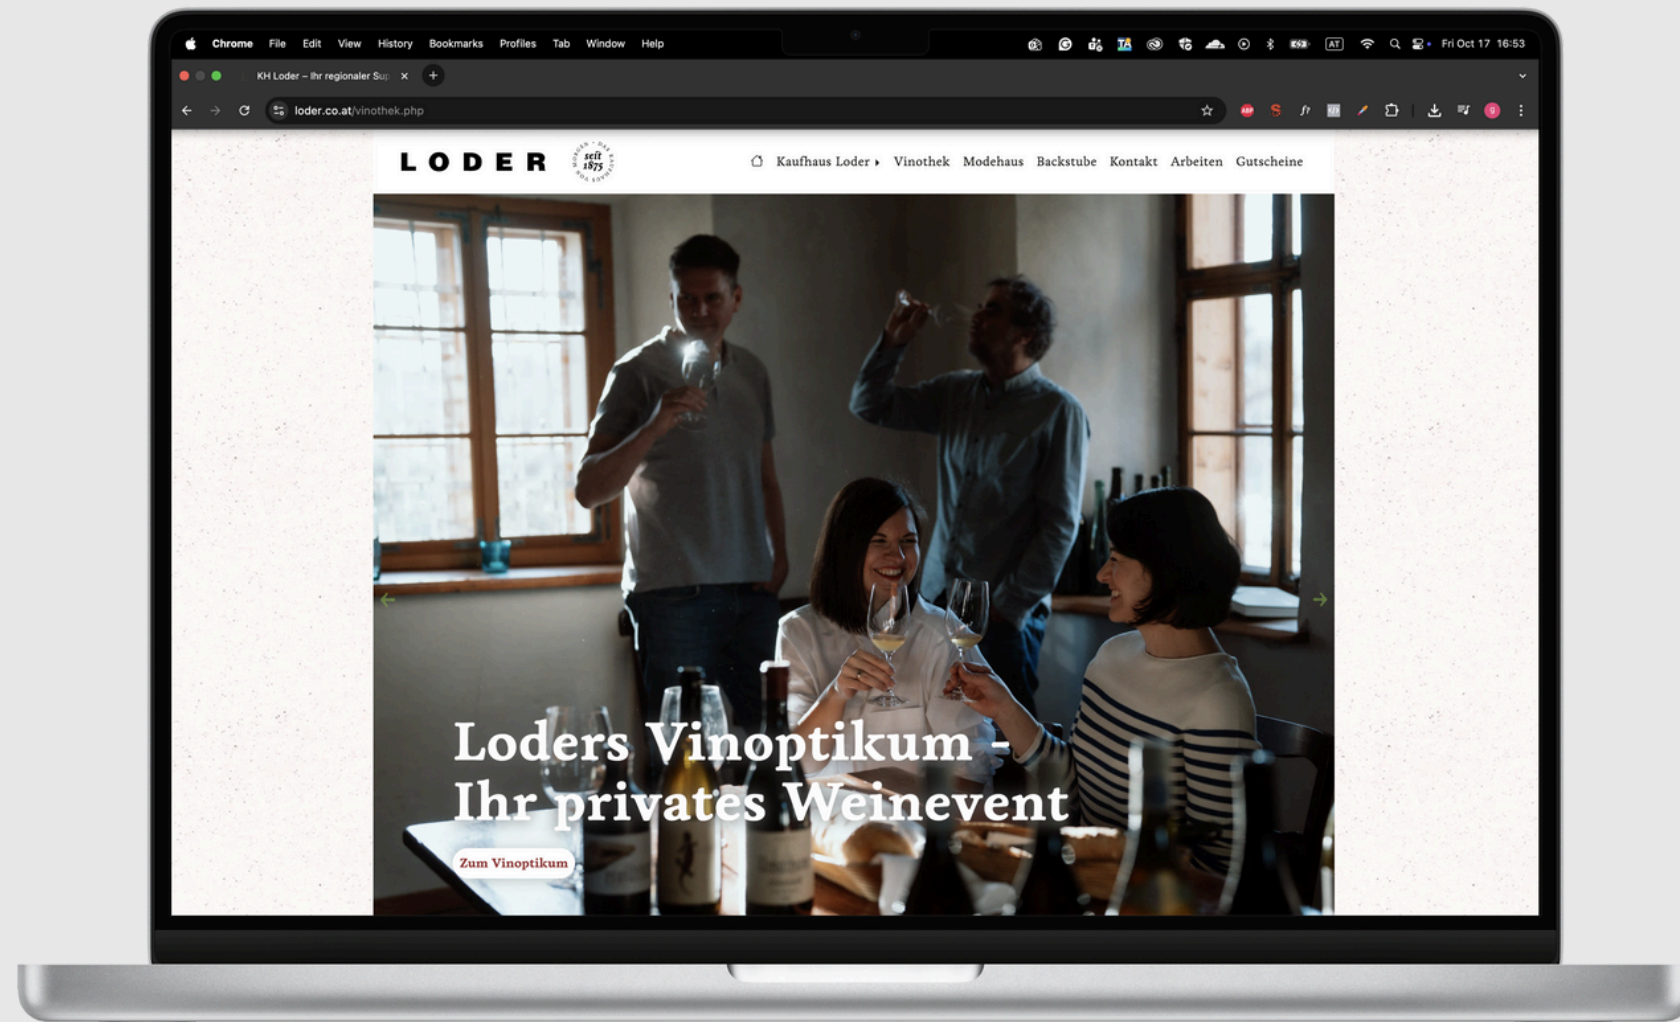 Chrome File Edit View History Bookmarks Profiles Tab Window Help
AT Fri Oct 17 16:53
KH Loder – Ihr regionaler Sup
loder.co.at/vinothek.php
LODER
seit
1875
Kaufhaus Loder Vinothek Modehaus Backstube Kontakt Arbeiten Gutscheine
Loders Vinoptikum -
Ihr privates Weinevent
Zum Vinoptikum